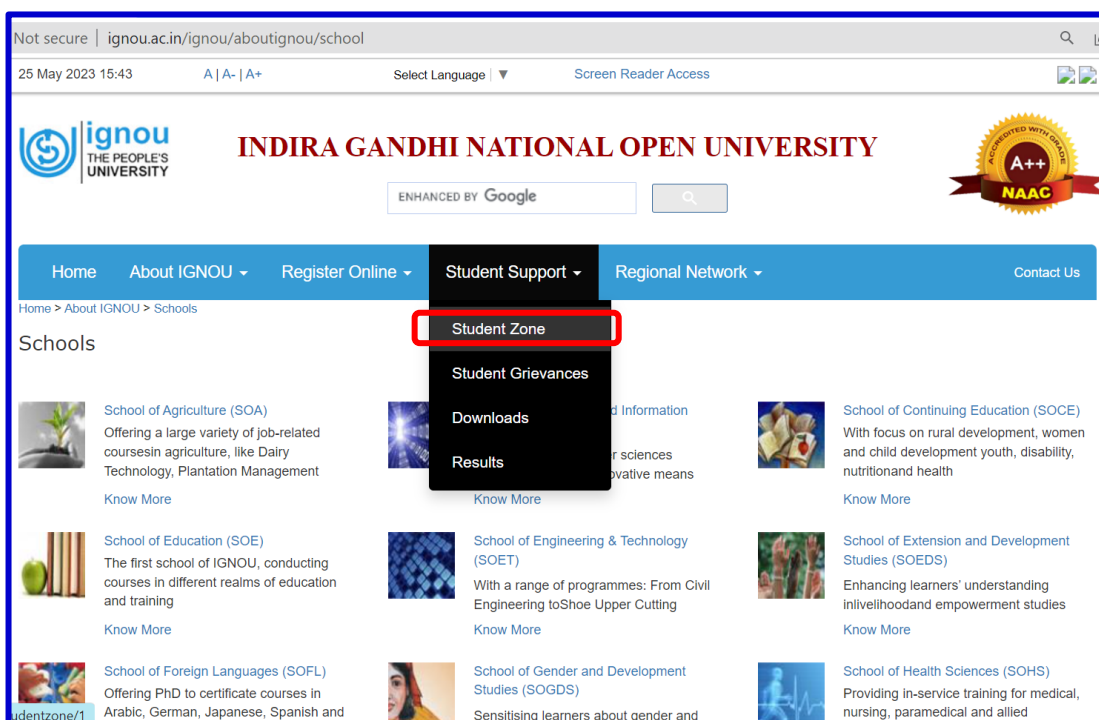 Not secure | ignou.ac.in/ignou/aboutignou/school
25 May 2023 15:43 A | A- | A+ Select Language ▼ Screen Reader Access
ignou
THE PEOPLE'S
UNIVERSITY
INDIRA GANDHI NATIONAL OPEN UNIVERSITY
ENHANCED BY Google
ACCREDITED WITH GRADE
A++
NAAC
Home About IGNOU Register Online Student Support Regional Network Contact Us
Home > About IGNOU > Schools
Student Zone
Student Grievances
Downloads
Results
Schools
School of Agriculture (SOA)
Offering a large variety of job-related
coursesin agriculture, like Dairy
Technology, Plantation Management
Know More
d Information
r sciences
ovative means
Know More
School of Continuing Education (SOCE)
With focus on rural development, women
and child development youth, disability,
nutritionand health
Know More
School of Education (SOE)
The first school of IGNOU, conducting
courses in different realms of education
and training
Know More
School of Engineering & Technology
(SOET)
With a range of programmes: From Civil
Engineering toShoe Upper Cutting
Know More
School of Extension and Development
Studies (SOEDS)
Enhancing learners' understanding
inlivelihoodand empowerment studies
Know More
School of Foreign Languages (SOFL)
Offering PhD to certificate courses in
Arabic, German, Japanese, Spanish and
School of Gender and Development
Studies (SOGDS)
Sensitising learners about gender and
School of Health Sciences (SOHS)
Providing in-service training for medical,
nursing, paramedical and allied
udentzone/1